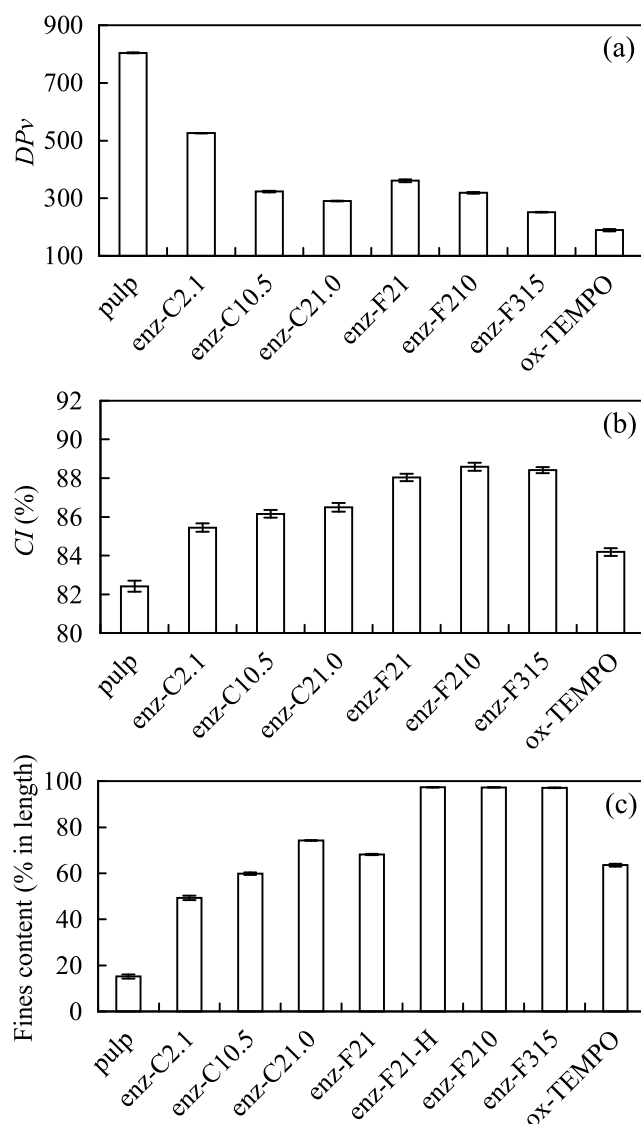 (a)
DPv
900
700
500
300
100
pulp
enz-C2.1
enz-C10.5
enz-C21.0
enz-F21
enz-F210
enz-F315
ox-TEMPO
(b)
CI (%)
92
90
88
86
84
82
80
pulp
enz-C2.1
enz-C10.5
enz-C21.0
enz-F21
enz-F210
enz-F315
ox-TEMPO
(c)
Fines content (% in length)
100
80
60
40
20
0
pulp
enz-C2.1
enz-C10.5
enz-C21.0
enz-F21
enz-F21-H
enz-F210
enz-F315
ox-TEMPO